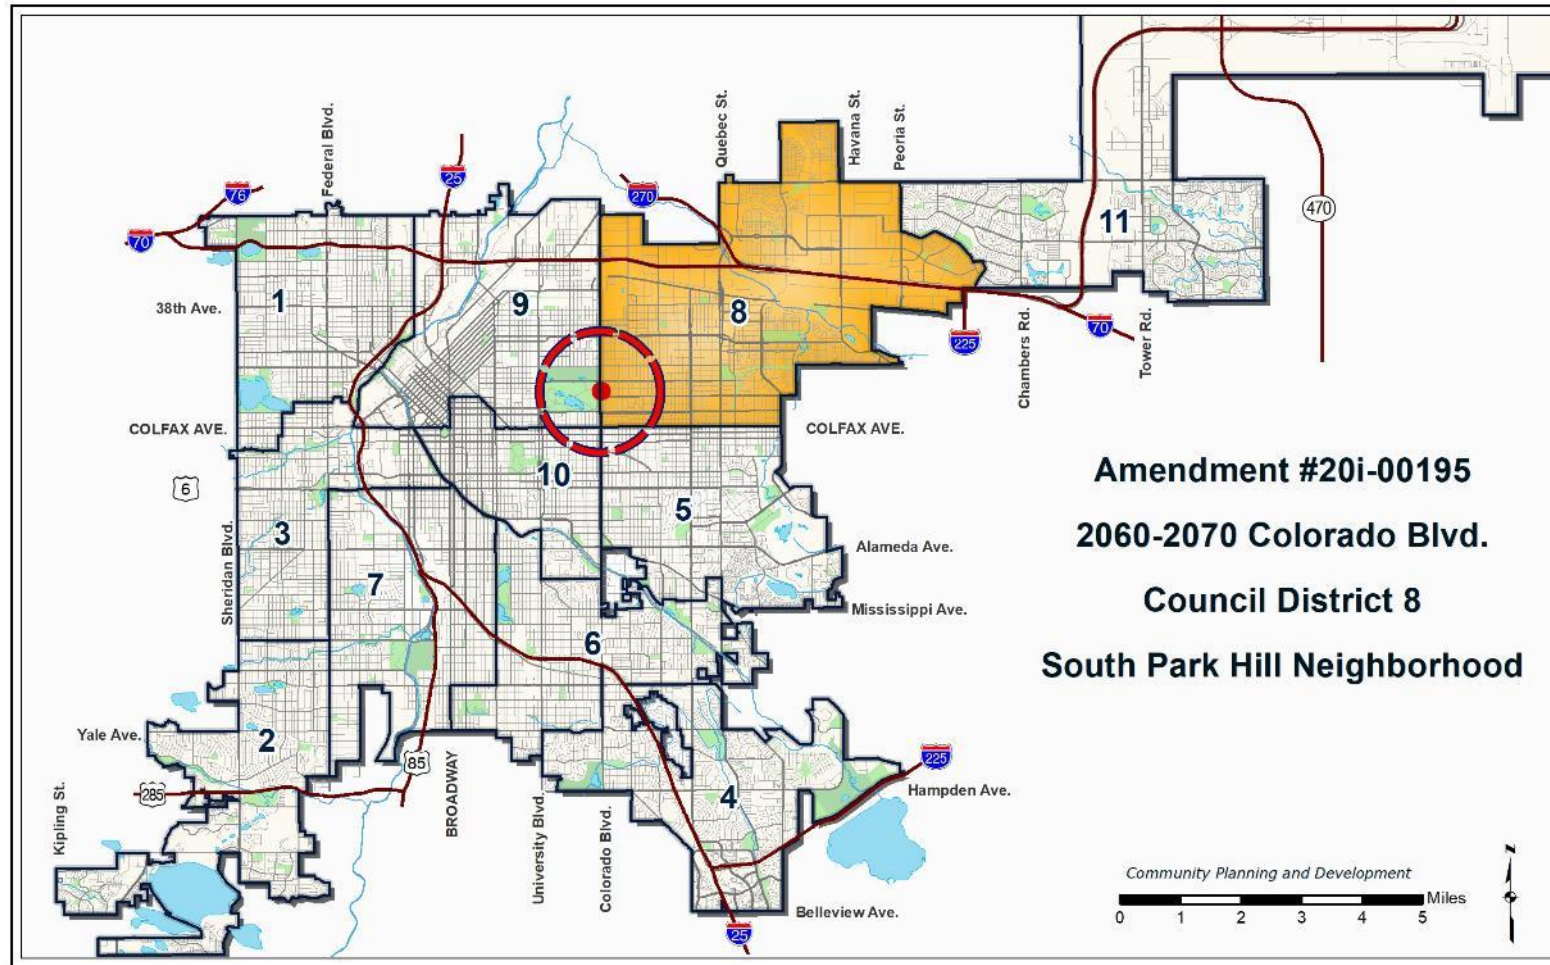 Federal Blvd.
Quebec St.
Havana St.
Peoria St.
76
25
270
70
470
11
1
9
8
38th Ave.
225
70
Chambers Rd.
Tower Rd.
COLFAX AVE.
COLFAX AVE.
10
6
5
3
Sheridan Blvd.
7
Alameda Ave.
Mississippi Ave.
6
Yale Ave.
2
85
BROADWAY
285
Kipling St.
University Blvd.
Colorado Blvd.
4
225
Hampden Ave.
Belleview Ave.
25
Amendment #20i-00195
2060-2070 Colorado Blvd.
Council District 8
South Park Hill Neighborhood
Community Planning and Development
Miles
0 1 2 3 4 5
N